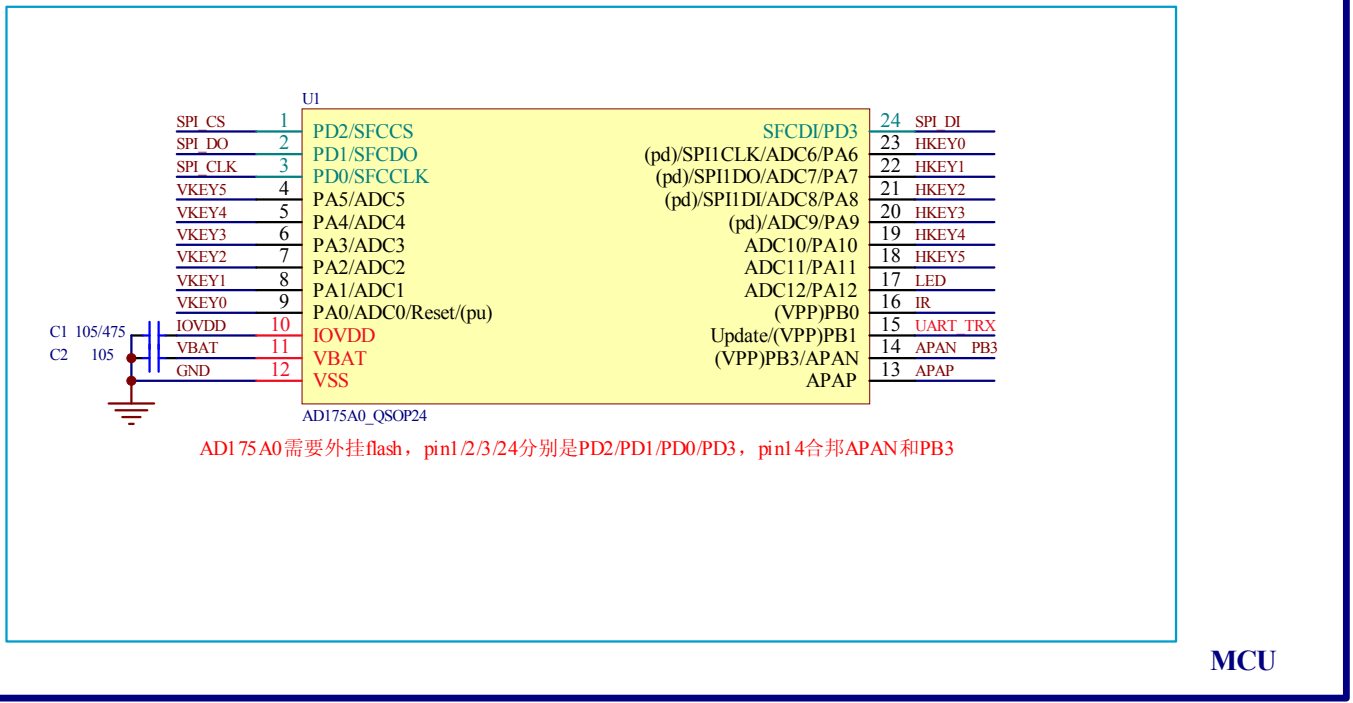 U1
SPI_CS 1 PD2/SFCCS SFCDI/PD3 24 SPI_DI
SPI_DO 2 PD1/SFCDO (pd)/SPI1CLK/ADC6/PA6 23 HKEY0
SPI_CLK 3 PD0/SFCCLK (pd)/SPI1DO/ADC7/PA7 22 HKEY1
VKEY5 4 PA5/ADC5 (pd)/SPI1DI/ADC8/PA8 21 HKEY2
VKEY4 5 PA4/ADC4 (pd)/ADC9/PA9 20 HKEY3
VKEY3 6 PA3/ADC3 ADC10/PA10 19 HKEY4
VKEY2 7 PA2/ADC2 ADC11/PA11 18 HKEY5
VKEY1 8 PA1/ADC1 ADC12/PA12 17 LED
VKEY0 9 PA0/ADC0/Reset/(pu) (VPP)PB0 16 IR
C1 105/475 IOVDD 10 IOVDD Update/(VPP)PB1 15 UART_TRX
C2 105 VBAT 11 VBAT (VPP)PB3/APAN 14 APAN PB3
GND 12 VSS APAP 13 APAP
AD175A0_QSOP24
AD175A0需要外挂flash，pin1/2/3/24分别是PD2/PD1/PD0/PD3，pin14合邦APAN和PB3
MCU